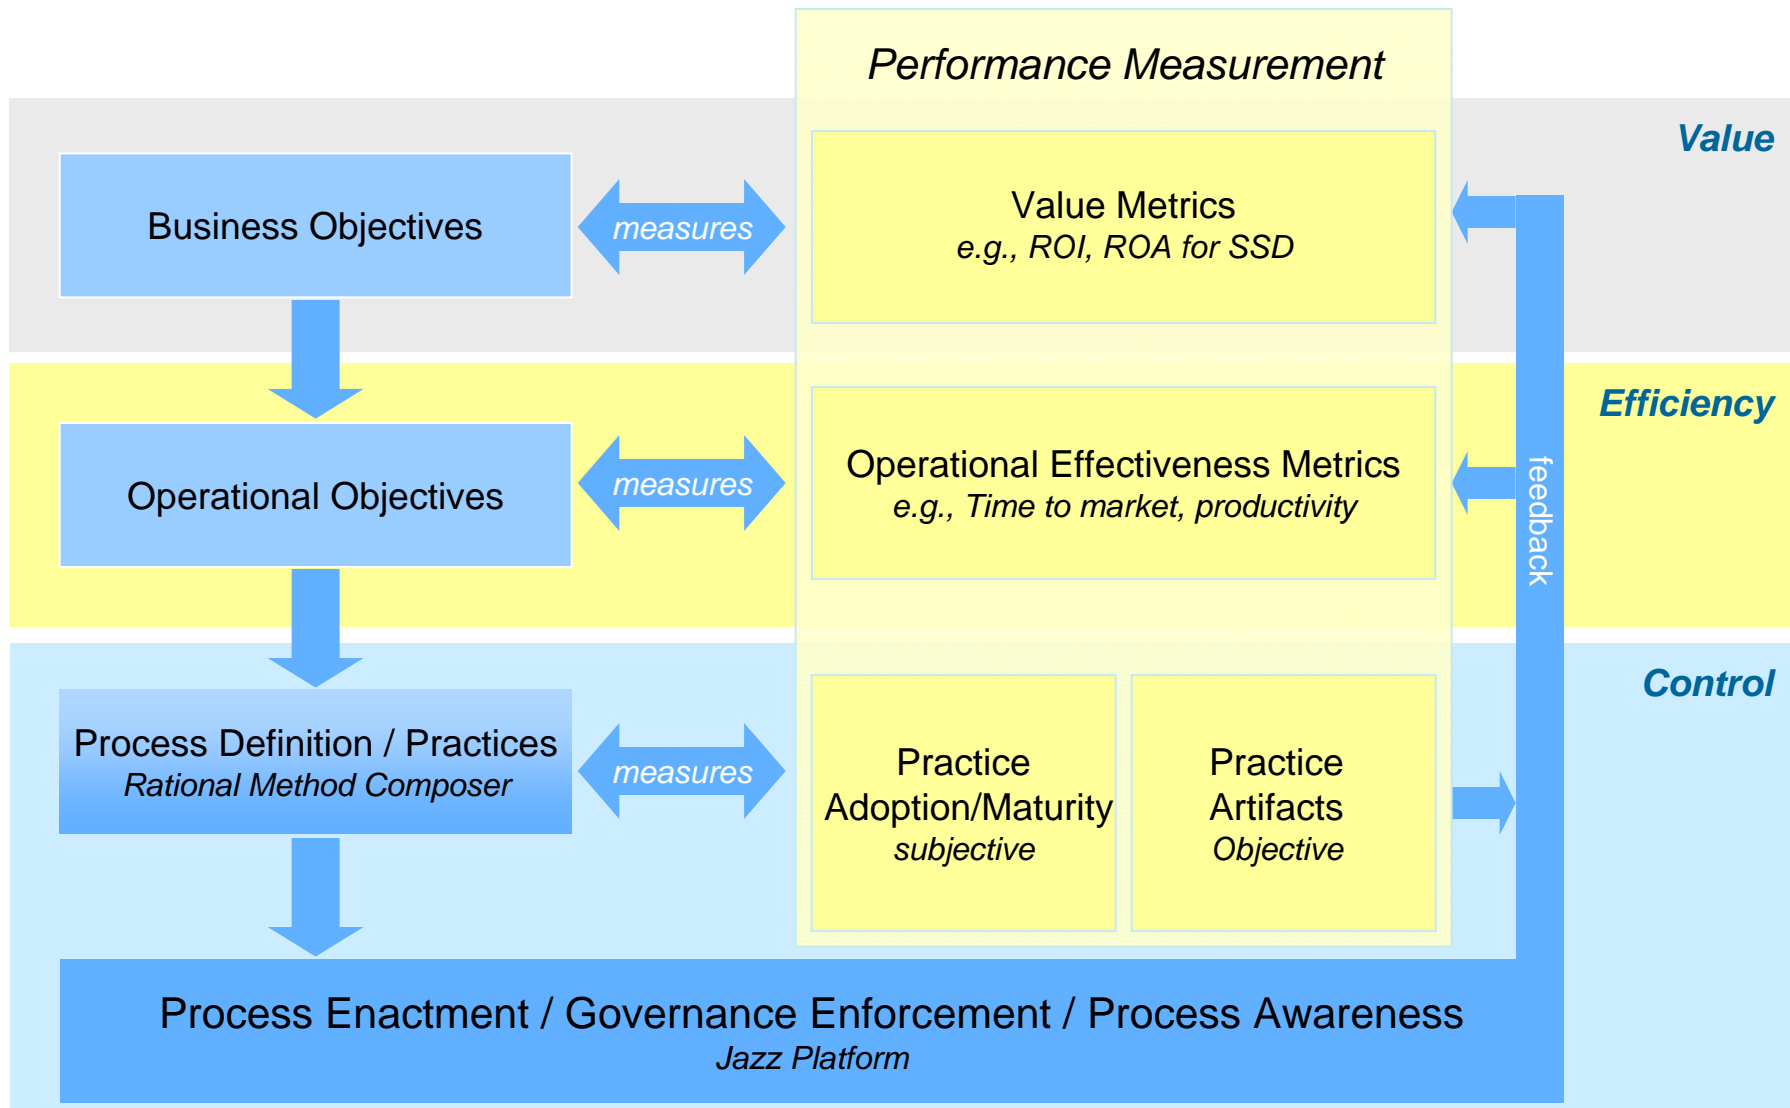 Performance Measurement
Value
Business Objectives
measures
Value Metrics
e.g., ROI, ROA for SSD
Efficiency
Operational Objectives
measures
Operational Effectiveness Metrics
e.g., Time to market, productivity
feedback
Control
Process Definition / Practices
Rational Method Composer
measures
Practice
Adoption/Maturity
subjective
Practice
Artifacts
Objective
Process Enactment / Governance Enforcement / Process Awareness
Jazz Platform